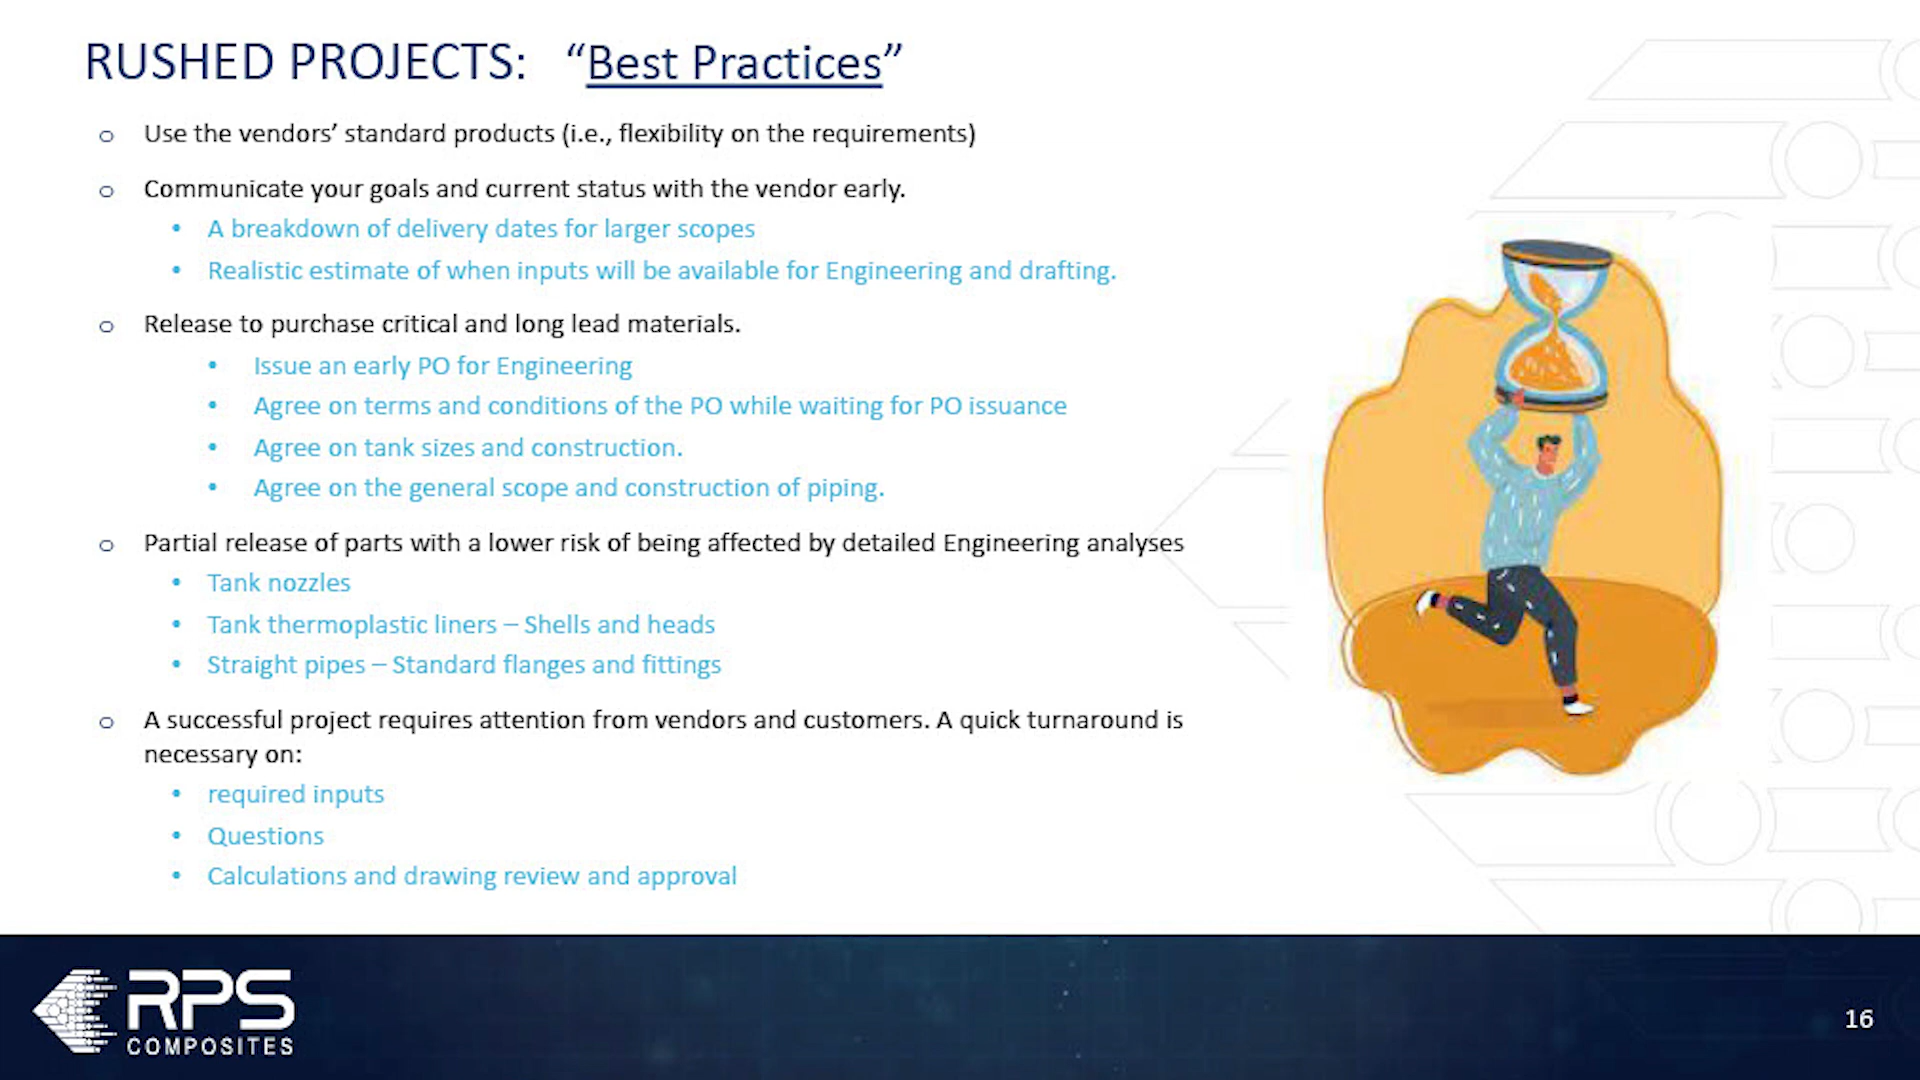 RUSHED PROJECTS: “Best Practices”
o Use the vendors’ standard products (i.e., flexibility on the requirements)
o Communicate your goals and current status with the vendor early.
• A breakdown of delivery dates for larger scopes
• Realistic estimate of when inputs will be available for Engineering and drafting.
o Release to purchase critical and long lead materials.
• Issue an early PO for Engineering
• Agree on terms and conditions of the PO while waiting for PO issuance
• Agree on tank sizes and construction.
• Agree on the general scope and construction of piping.
o Partial release of parts with a lower risk of being affected by detailed Engineering analyses
• Tank nozzles
• Tank thermoplastic liners – Shells and heads
• Straight pipes – Standard flanges and fittings
o A successful project requires attention from vendors and customers. A quick turnaround is
necessary on:
• required inputs
• Questions
• Calculations and drawing review and approval
RPS
COMPOSITES
16